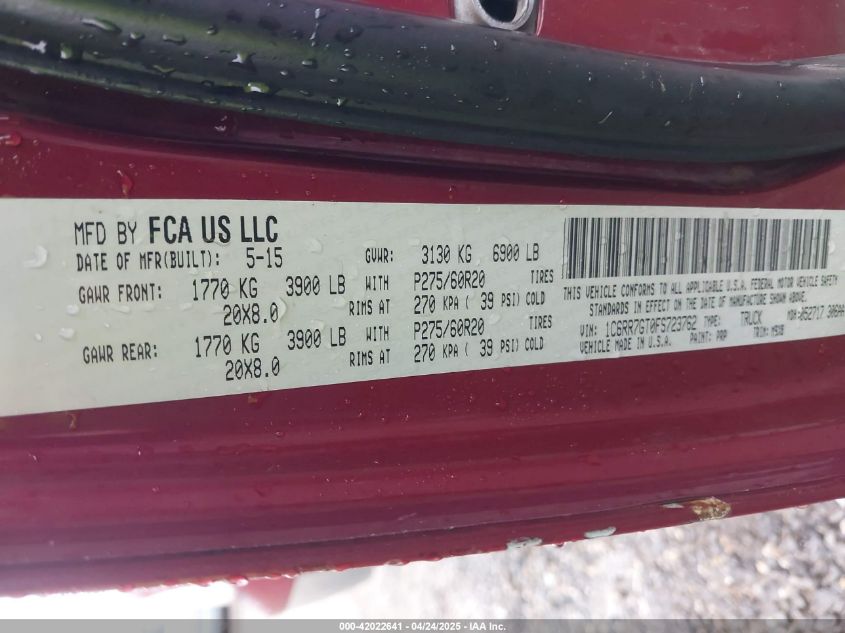 MFD BY FCA US LLC
DATE OF MFR(BUILT): 5-15 GVWR: 3130 KG 6900 LB
GAWR FRONT: 1770 KG 3900 LB WITH P275/60R20 TIRES
20X8.0 RIMS AT 270 KPA ( 39 PSI) COLD
GAWR REAR: 1770 KG 3900 LB WITH P275/60R20 TIRES
20X8.0 RIMS AT 270 KPA ( 39 PSI) COLD
THIS VEHICLE CONFORMS TO ALL APPLICABLE U.S.A. FEDERAL MOTOR VEHICLE SAFETY
STANDARDS IN EFFECT ON THE DATE OF MANUFACTURE SHOWN ABOVE.
VIN: 1C6RR7GT0FS723762 TYPE: TRUCK MDH:052717
VEHICLE MADE IN U.S.A. PAINT: PRP TRIM:
000-42022641 - 04/24/2025 - IAA Inc.